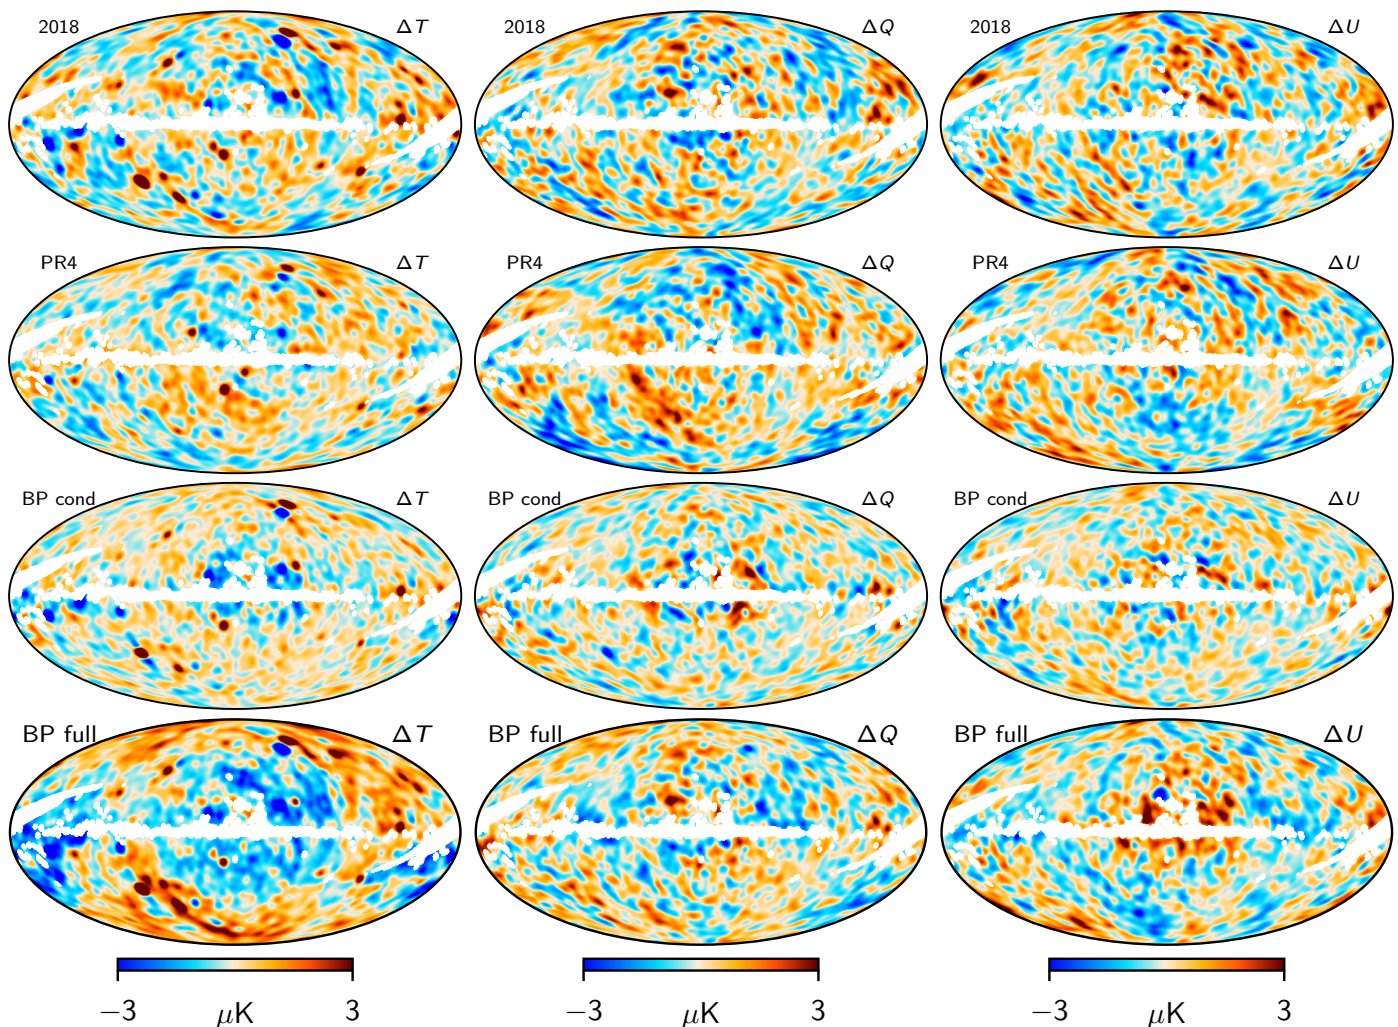 2018 ΔT 2018 ΔQ 2018 ΔU
PR4 ΔT PR4 ΔQ PR4 ΔU
BP cond ΔT BP cond ΔQ BP cond ΔU
BP full ΔT BP full ΔQ BP full ΔU
−3 μK 3 −3 μK 3 −3 μK 3